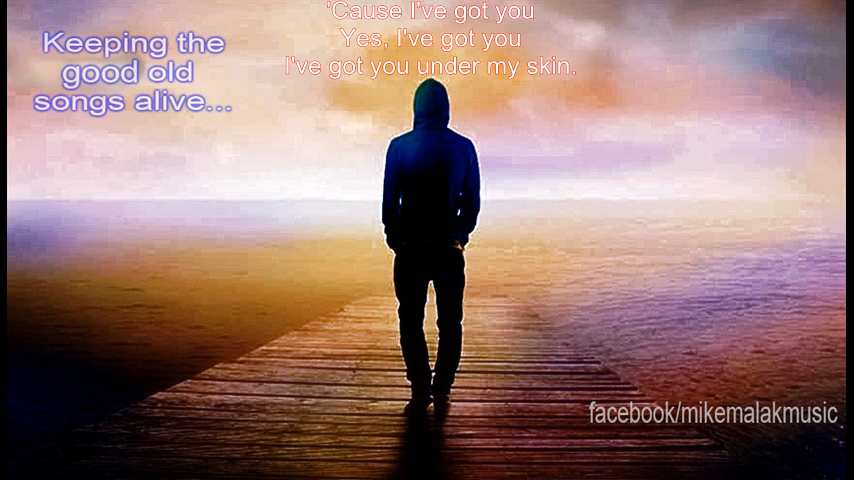 'Cause I've got you
Yes, I've got you
I've got you under my skin.
Keeping the
good old
songs alive...
facebook/mikemalakmusic